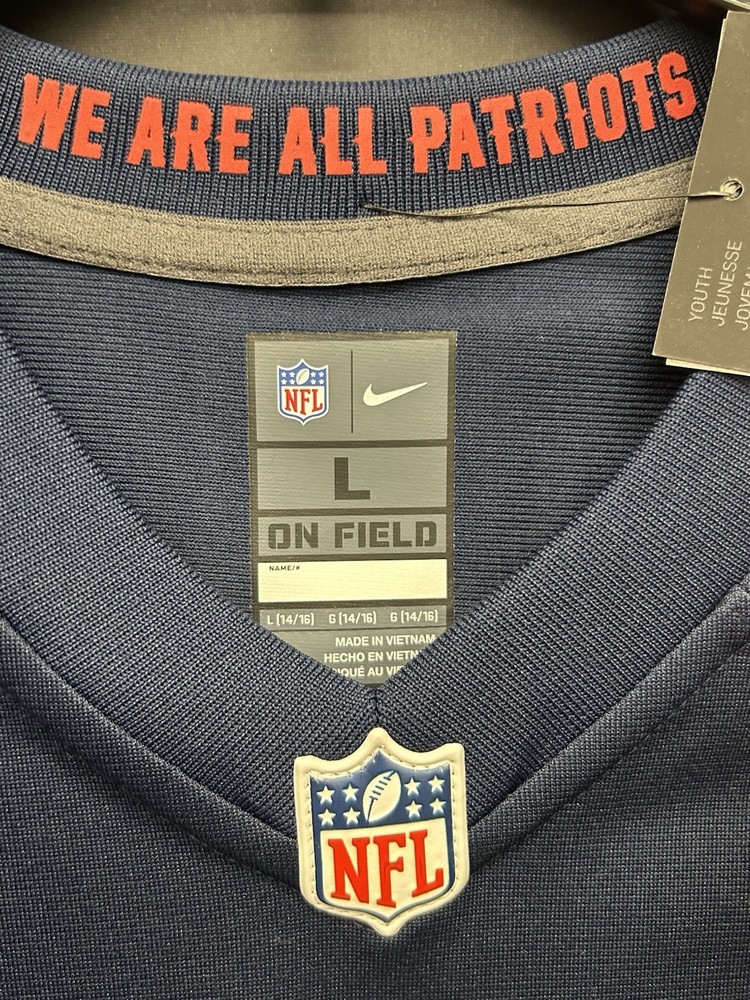 WE ARE ALL PATRIOTS
YOUTH
JEUNESSE
NFL
L
ON FIELD
NAME/#
L (14/16) G (14/16) G (14/16)
MADE IN VIETNAM
HECHO EN
AU
NFL